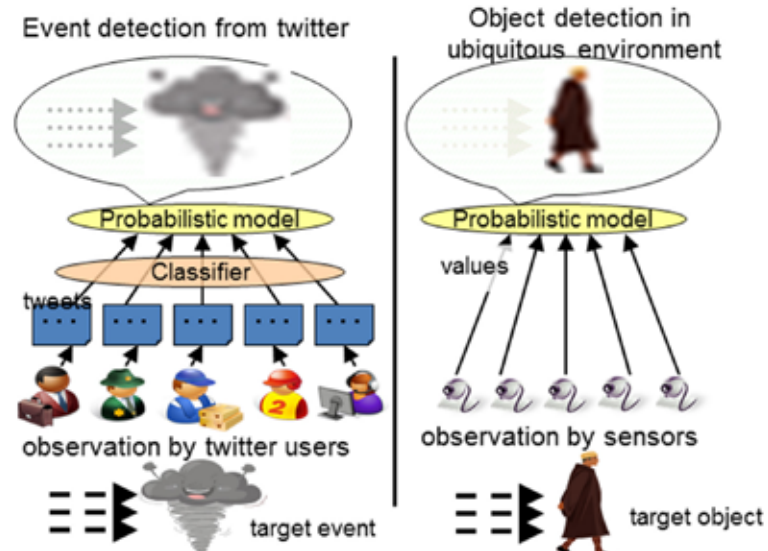 Event detection from twitter
Probabilistic model
Classifier
tweets
...
...
...
...
...
2
observation by twitter users
target event
Object detection in
ubiquitous environment
Probabilistic model
values
observation by sensors
target object